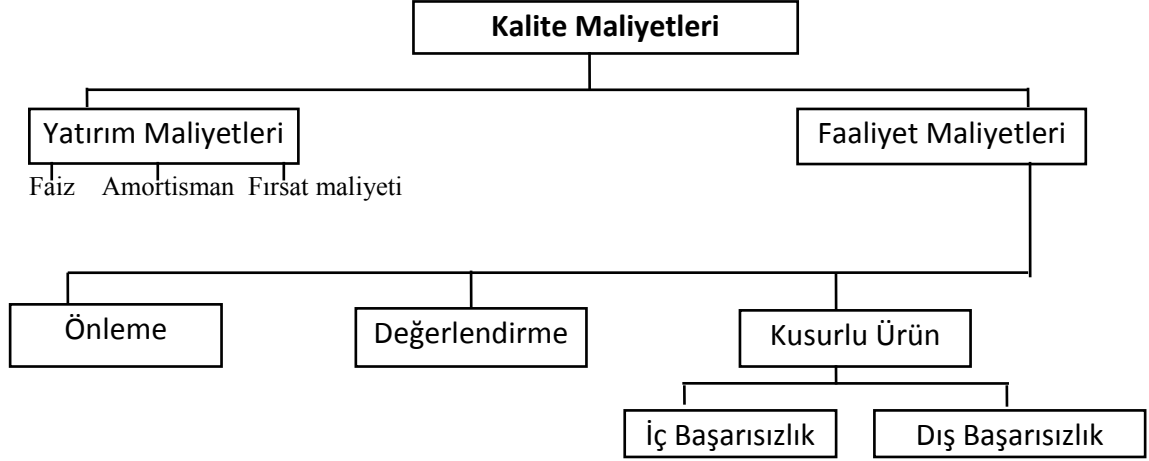 Kalite Maliyetleri
Yatırım Maliyetleri
Faaliyet Maliyetleri
Faiz Amortisman Fırsat maliyeti
Önleme
Değerlendirme
Kusurlu Ürün
İç Başarısızlık
Dış Başarısızlık